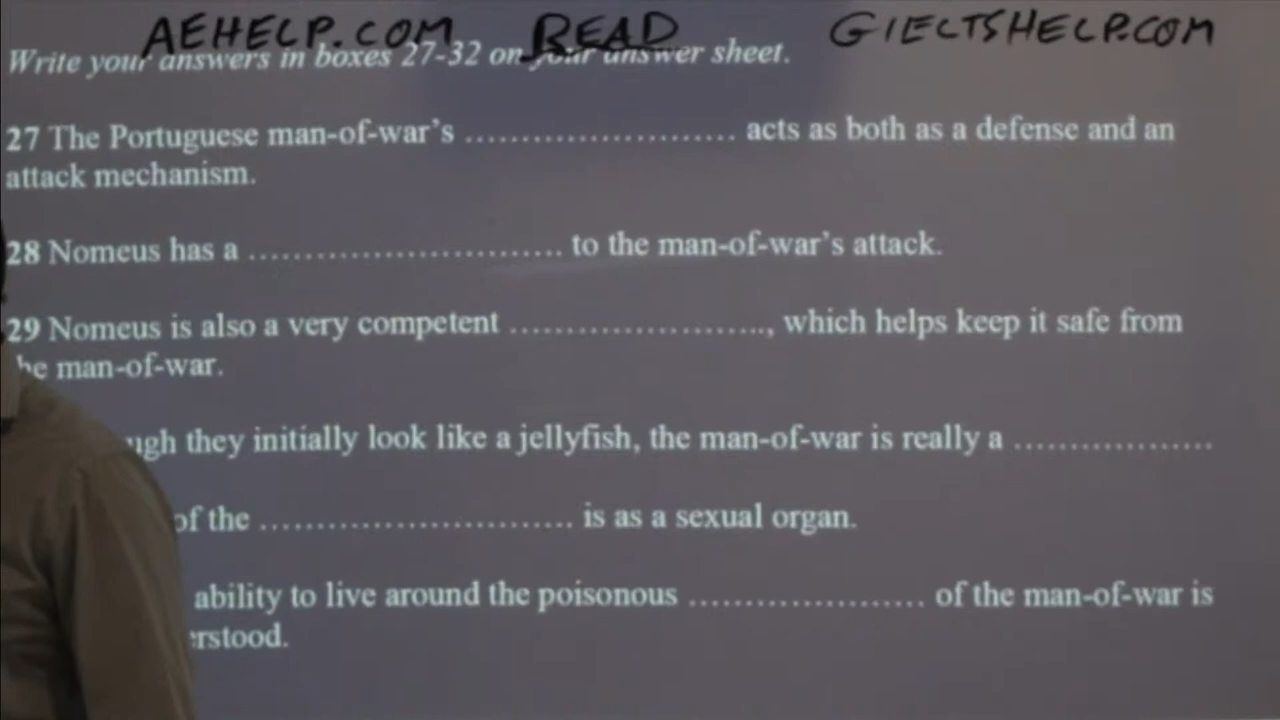 AEHELP.COM READ GIELTSHELP.COM
Write your answers in boxes 27-32 on your answer sheet.
27 The Portuguese man-of-war's ........................ acts as both as a defense and an
attack mechanism.
28 Nomeus has a ............................ to the man-of-war's attack.
29 Nomeus is also a very competent ......................., which helps keep it safe from
he man-of-war.
ugh they initially look like a jellyfish, the man-of-war is really a ..................
of the ............................ is as a sexual organ.
ability to live around the poisonous ..................... of the man-of-war is
erstood.